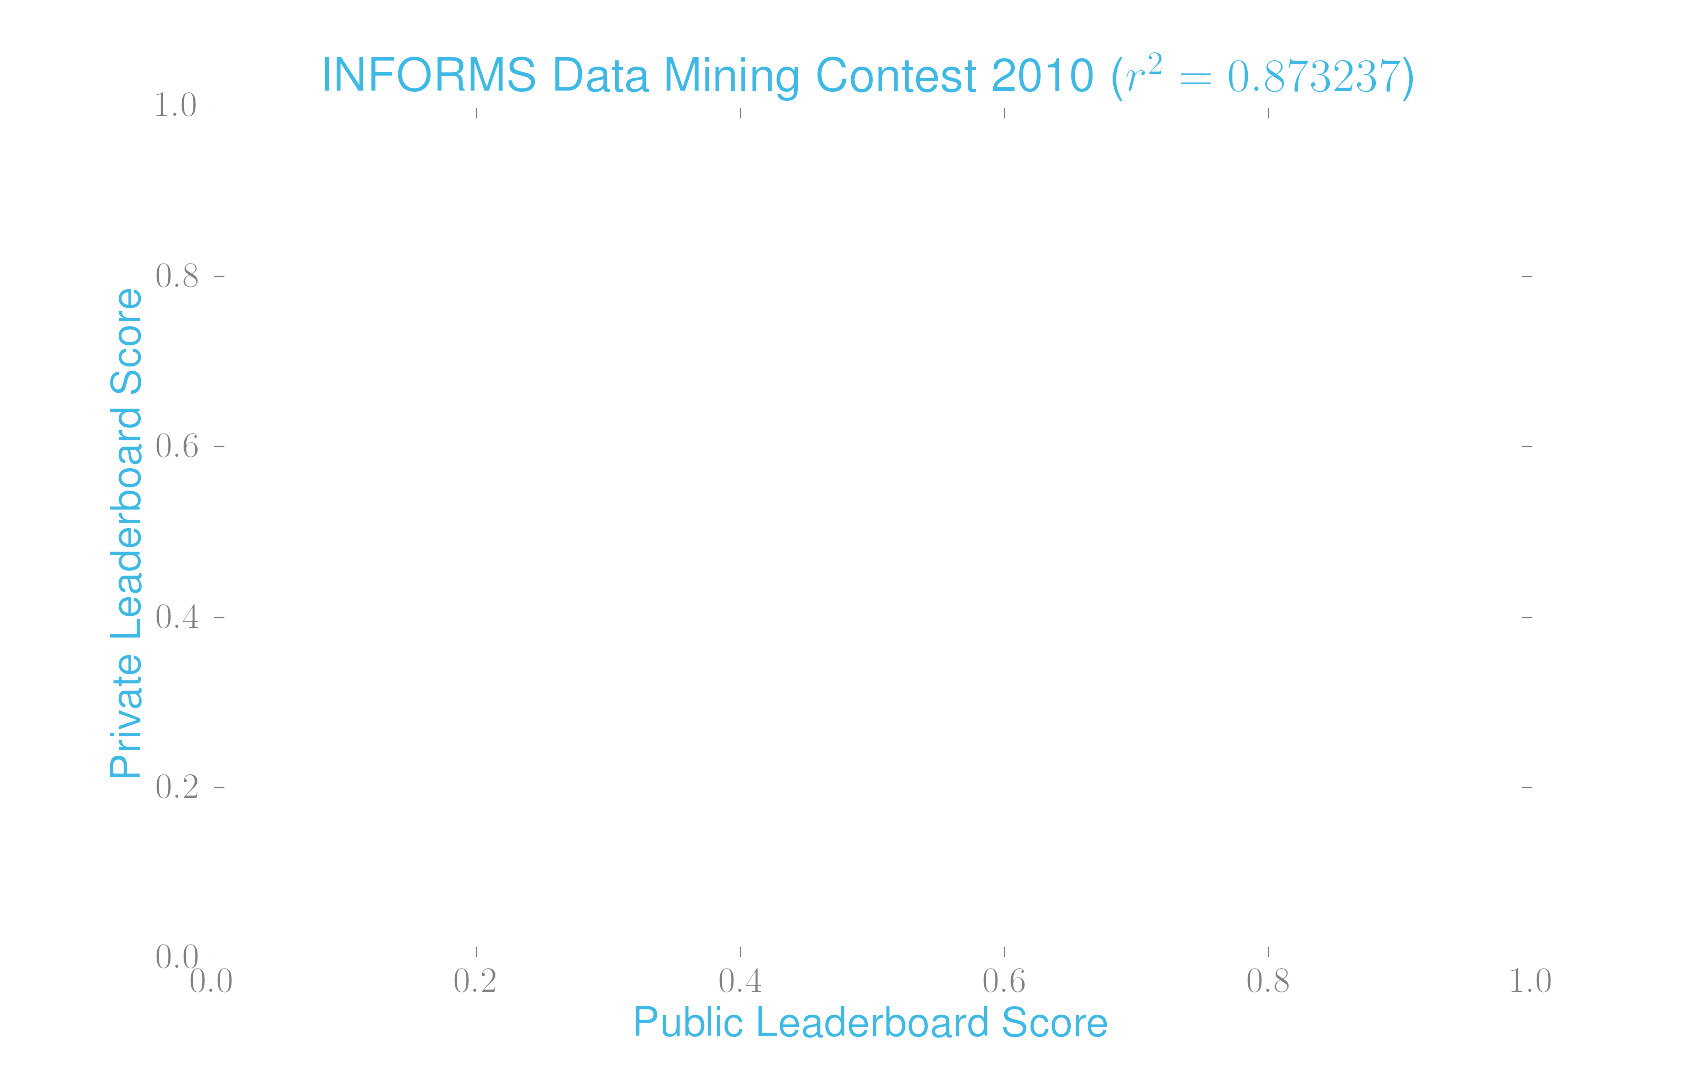 INFORMS Data Mining Contest 2010 (r² = 0.873237)
1.0
0.8
0.6
0.4
0.2
0.0
Private Leaderboard Score
0.0 0.2 0.4 0.6 0.8 1.0
Public Leaderboard Score